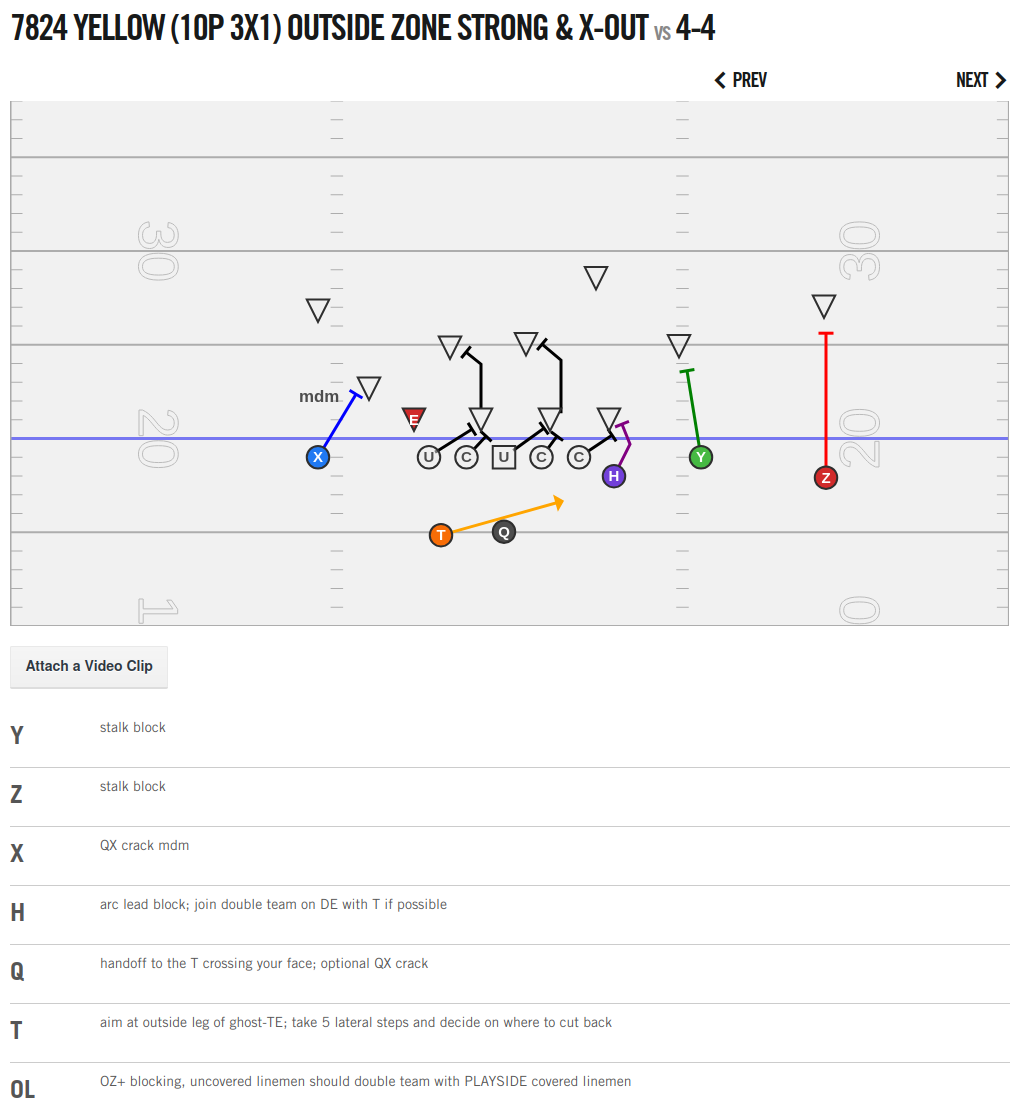 7824 YELLOW (10P 3X1) OUTSIDE ZONE STRONG & X-OUT vs 4-4
PREV NEXT
30 30
mdm
E
20 20
X U C U C C H Y Z
T Q
1 0
Attach a Video Clip
Y stalk block
Z stalk block
X QX crack mdm
H arc lead block; join double team on DE with T if possible
Q handoff to the T crossing your face; optional QX crack
T aim at outside leg of ghost-TE; take 5 lateral steps and decide on where to cut back
OL OZ+ blocking, uncovered linemen should double team with PLAYSIDE covered linemen